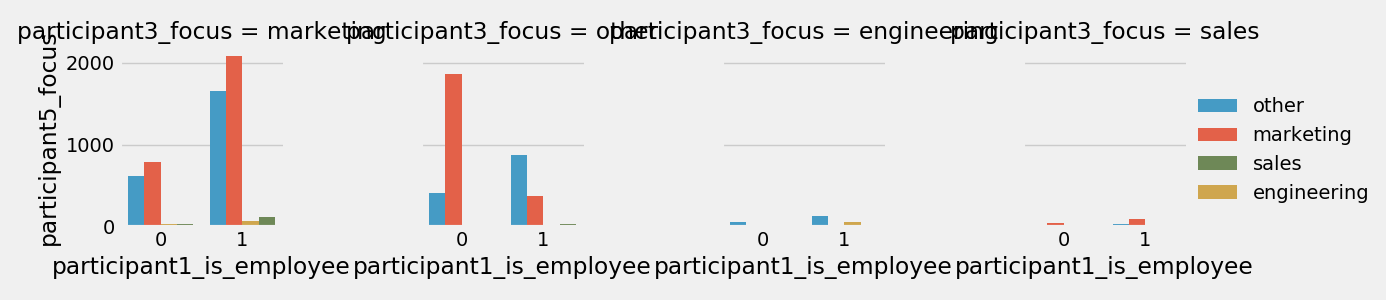 participant3_focus = marketing
participant3_focus = other
participant3_focus = engineering
participant3_focus = sales
participant5_focus
2000
1000
0
0 1
0 1
0 1
0 1
participant1_is_employee
participant1_is_employee
participant1_is_employee
participant1_is_employee
other
marketing
sales
engineering